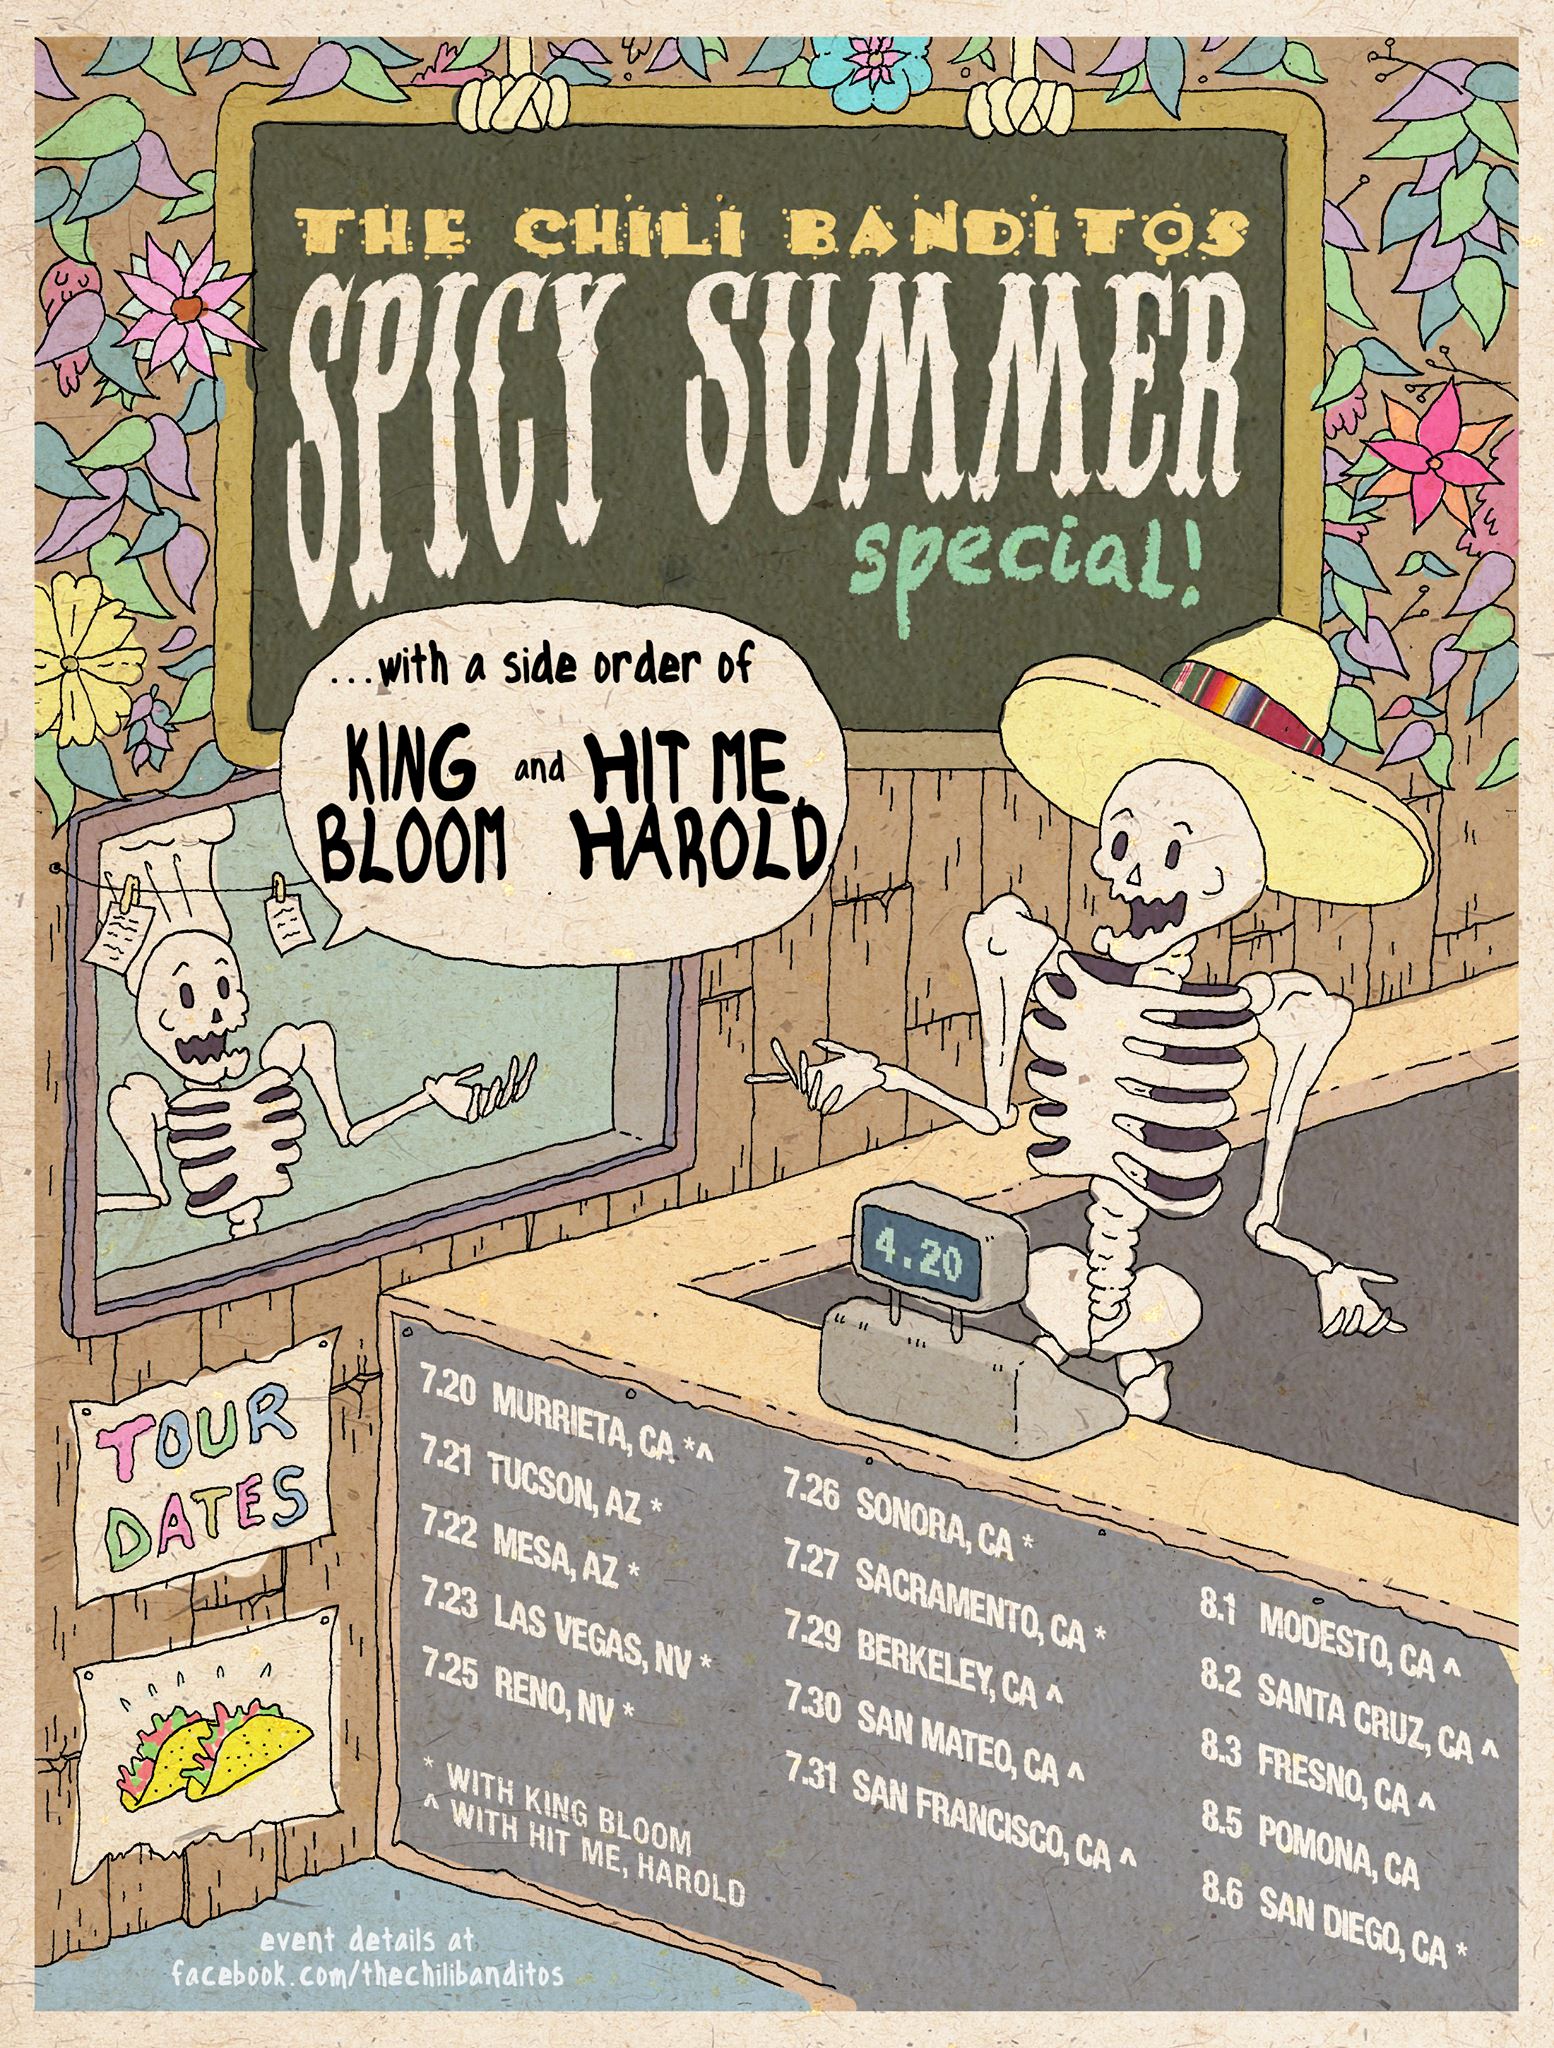 THE CHILI BANDITOS
SPICY SUMMER
special!
...with a side order of
KING BLOOM and HIT ME, HAROLD
4.20
TOUR
DATES
7.20 MURRIETA, CA *^
7.21 TUCSON, AZ *
7.22 MESA, AZ *
7.23 LAS VEGAS, NV *
7.25 RENO, NV *
* WITH KING BLOOM
^ WITH HIT ME, HAROLD
7.26 SONORA, CA *
7.27 SACRAMENTO, CA *
7.29 BERKELEY, CA ^
7.30 SAN MATEO, CA ^
7.31 SAN FRANCISCO, CA ^
8.1 MODESTO, CA ^
8.2 SANTA CRUZ, CA ^
8.3 FRESNO, CA ^
8.5 POMONA, CA
8.6 SAN DIEGO, CA *
event details at
facebook.com/thechilibanditos